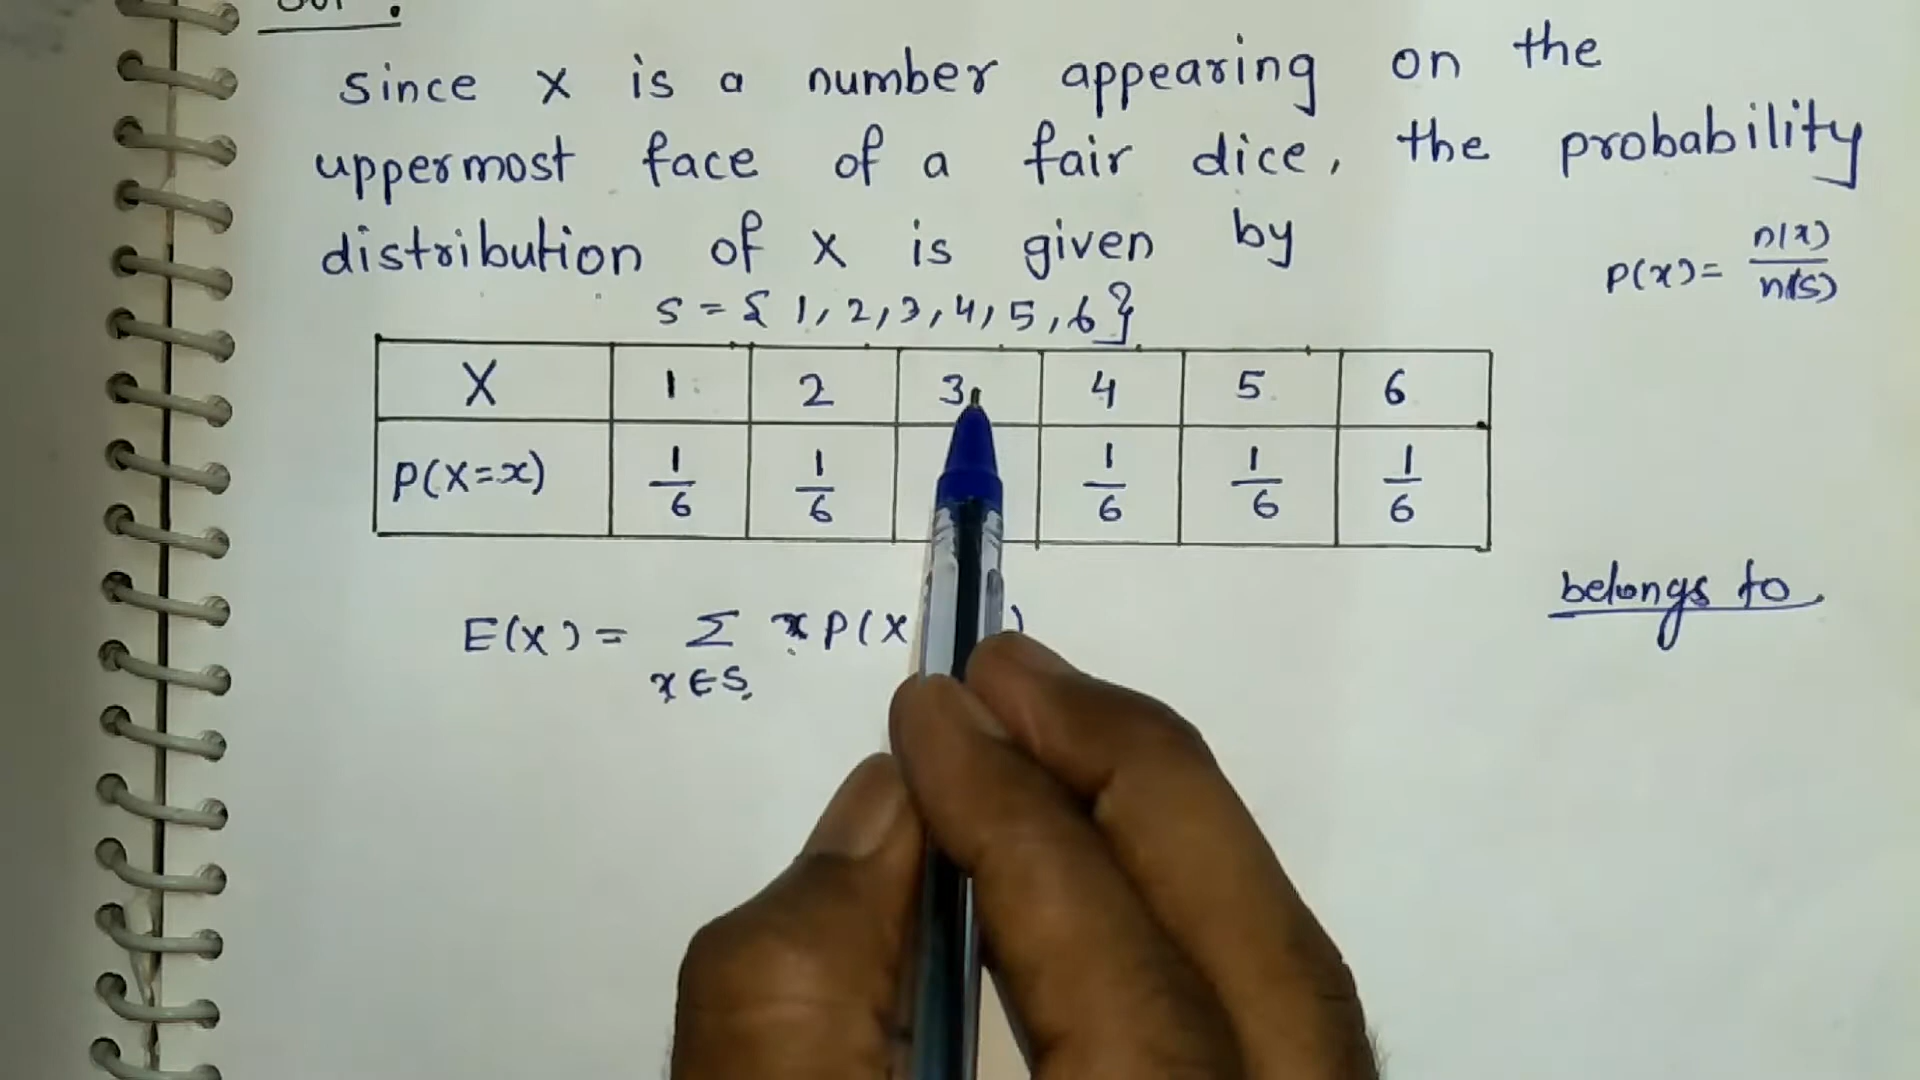 since x is a number appearing on the
uppermost face of a fair dice, the probability
distribution of x is given by
P(x) = n(x)/n(s)
S = { 1, 2, 3, 4, 5, 6 }
X 1 2 3 4 5 6
P(X=x) 1/6 1/6 1/6 1/6 1/6
belongs to
E(X) = Σ x P(X )
x ∈ S